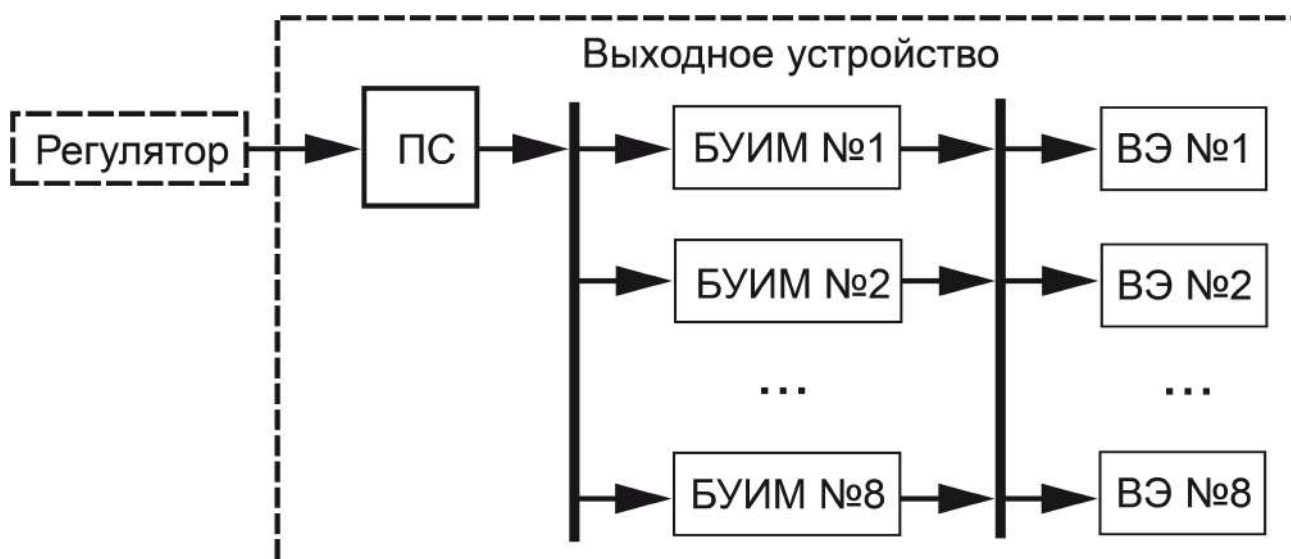 Выходное устройство
Регулятор
ПС
БУИМ №1
ВЭ №1
БУИМ №2
ВЭ №2
...
...
БУИМ №8
ВЭ №8